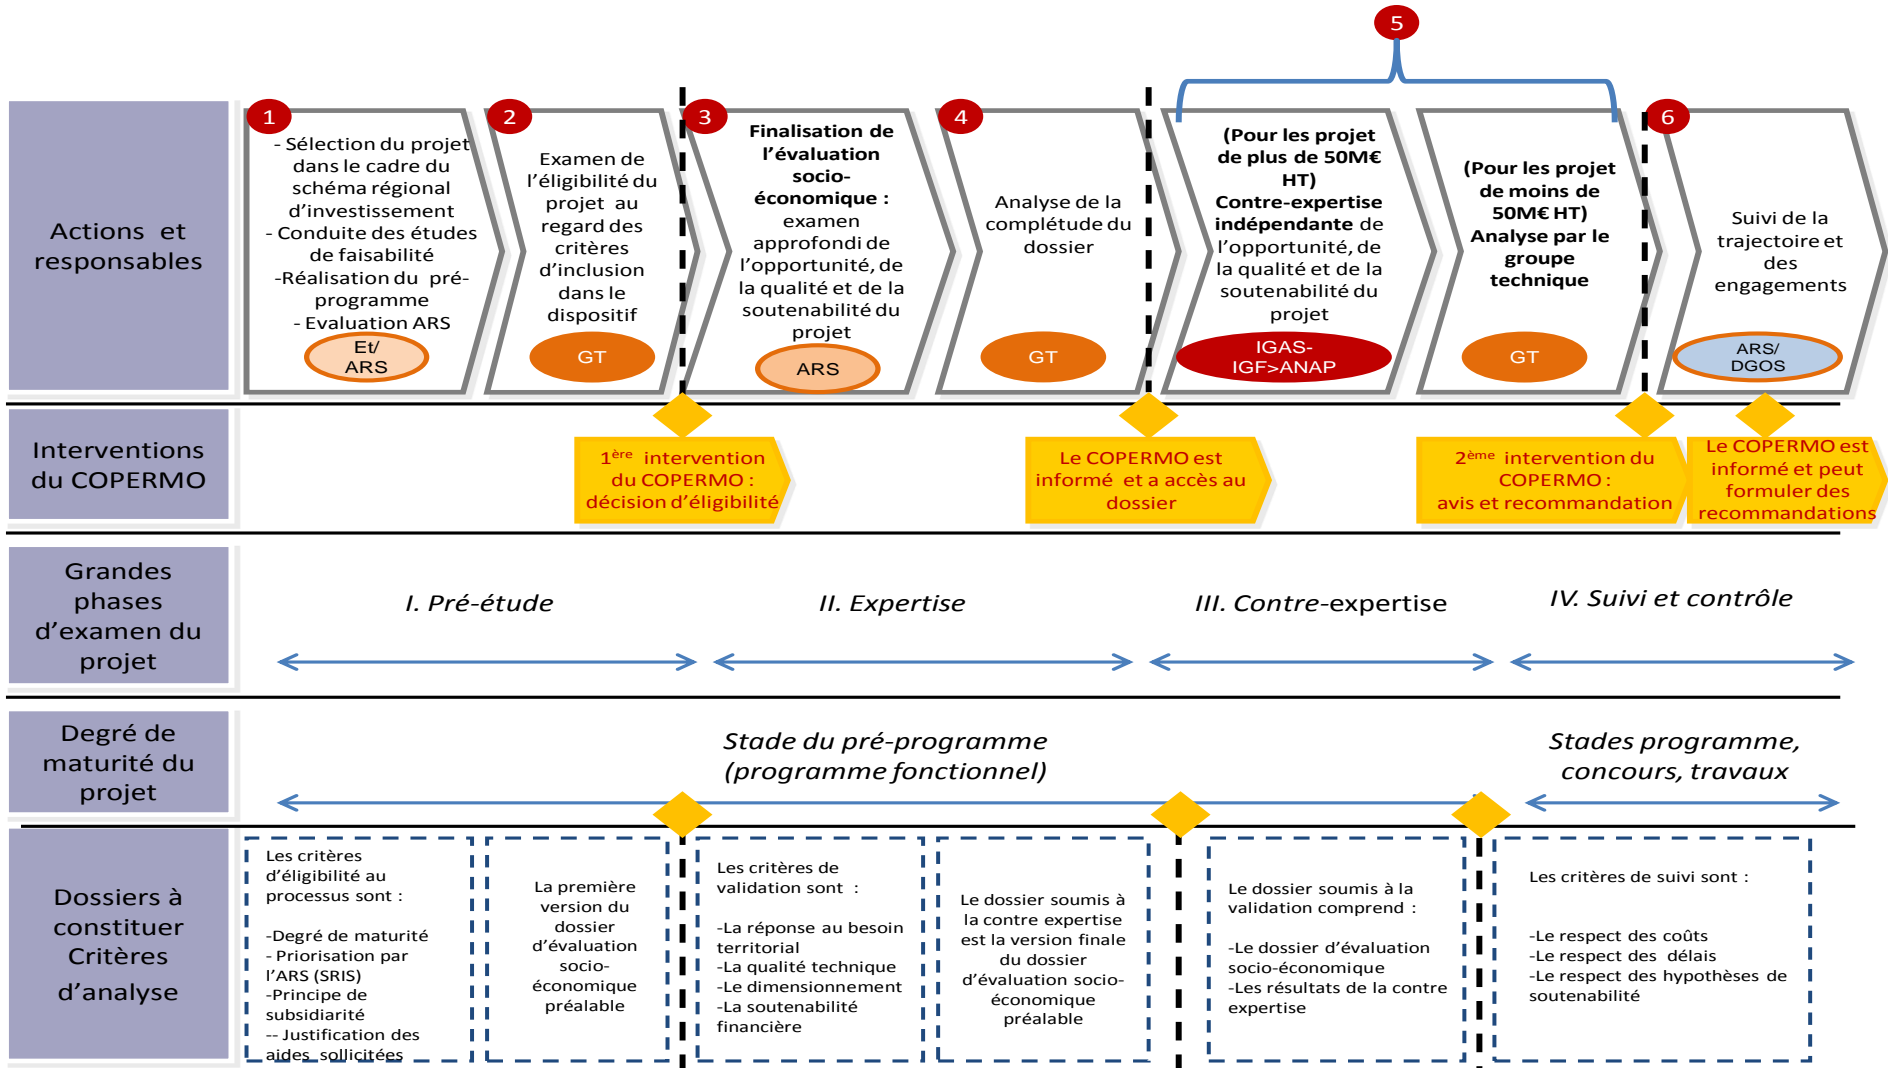 5
Actions et
responsables
1
- Sélection du projet
dans le cadre du
schéma régional
d'investissement
- Conduite des études
de faisabilité
-Réalisation du pré-
programme
- Evaluation ARS
Et/
ARS
2
Examen de
l'éligibilité du
projet au
regard des
critères
d'inclusion
dans le
dispositif
GT
3
Finalisation de
l'évaluation
socio-
économique :
examen
approfondi de
l'opportunité, de
la qualité et de la
soutenabilité du
projet
ARS
4
Analyse de la
complétude du
dossier
GT
(Pour les projet
de plus de 50M€
HT)
Contre-expertise
indépendante de
l'opportunité, de
la qualité et de la
soutenabilité du
projet
IGAS-
IGF>ANAP
(Pour les projet
de moins de
50M€ HT)
Analyse par le
groupe
technique
GT
6
Suivi de la
trajectoire et
des
engagements
ARS/
DGOS
Interventions
du COPERMO
1ère intervention
du COPERMO :
décision d'éligibilité
Le COPERMO est
informé et a accès au
dossier
2ème intervention du
COPERMO :
avis et recommandation
Le COPERMO est
informé et peut
formuler des
recommandations
Grandes
phases
d'examen du
projet
I. Pré-étude
II. Expertise
III. Contre-expertise
IV. Suivi et contrôle
Degré de
maturité du
projet
Stade du pré-programme
(programme fonctionnel)
Stades programme,
concours, travaux
Dossiers à
constituer
Critères
d'analyse
Les critères
d'éligibilité au
processus sont :
-Degré de maturité
- Priorisation par
l'ARS (SRIS)
-Principe de
subsidiarité
-- Justification des
aides sollicitées
La première
version du
dossier
d'évaluation
socio-
économique
préalable
Les critères de
validation sont :
-La réponse au besoin
territorial
-La qualité technique
-Le dimensionnement
-La soutenabilité
financière
Le dossier soumis à
la contre expertise
est la version finale
du dossier
d'évaluation socio-
économique
préalable
Le dossier soumis à la
validation comprend :
-Le dossier d'évaluation
socio-économique
-Les résultats de la contre
expertise
Les critères de suivi sont :
-Le respect des coûts
-Le respect des délais
-Le respect des hypothèses de
soutenabilité